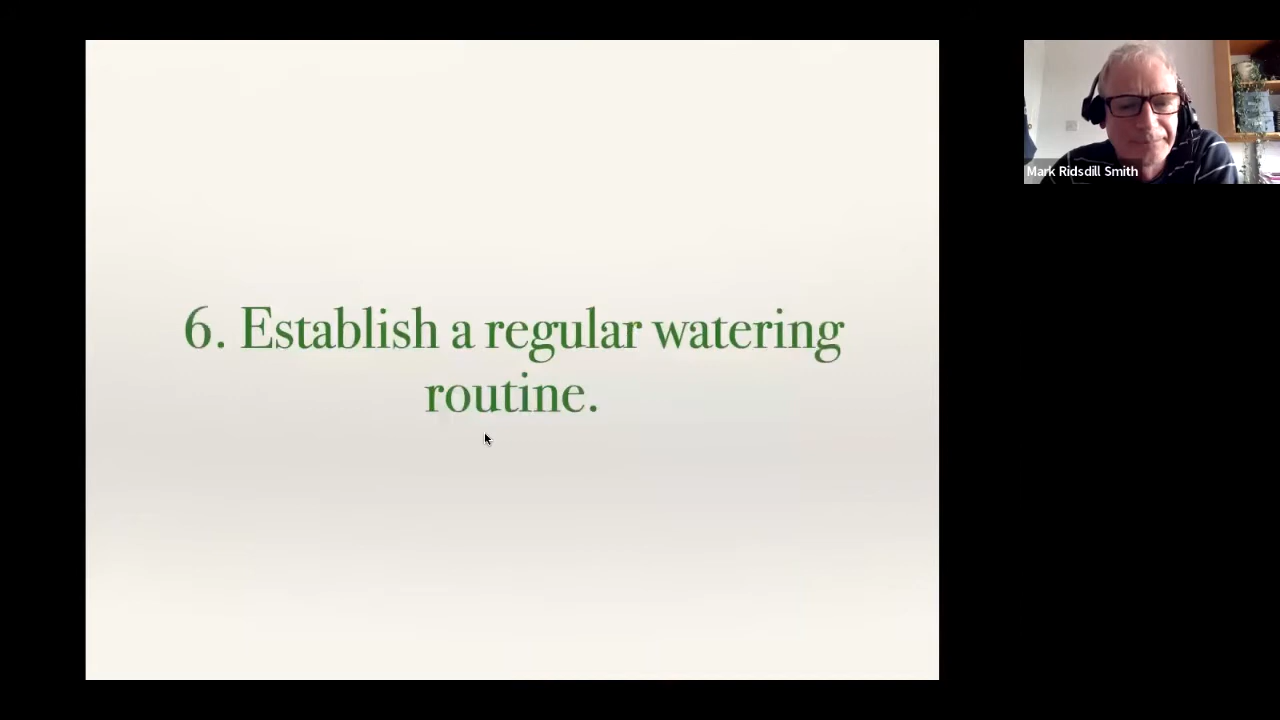 6. Establish a regular watering
routine.
Mark Ridsdill Smith